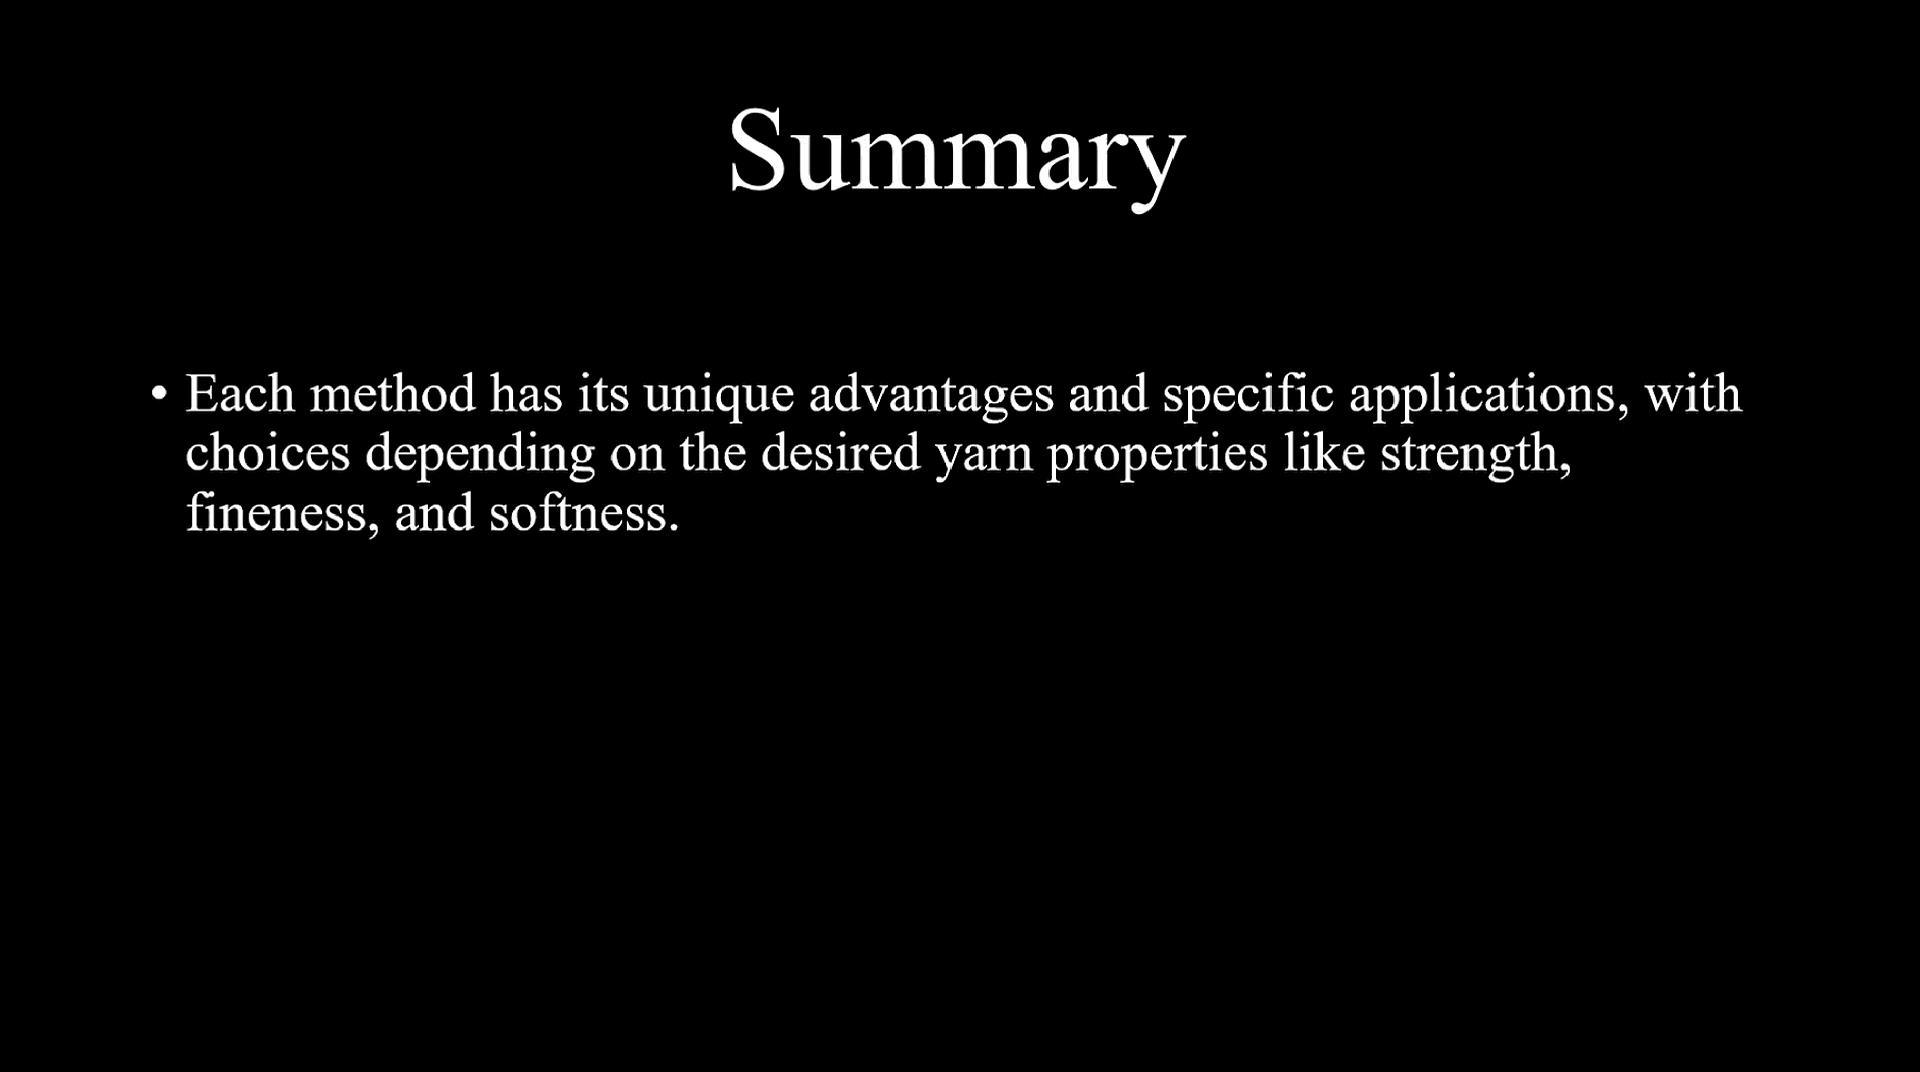 Summary
• Each method has its unique advantages and specific applications, with
choices depending on the desired yarn properties like strength,
fineness, and softness.